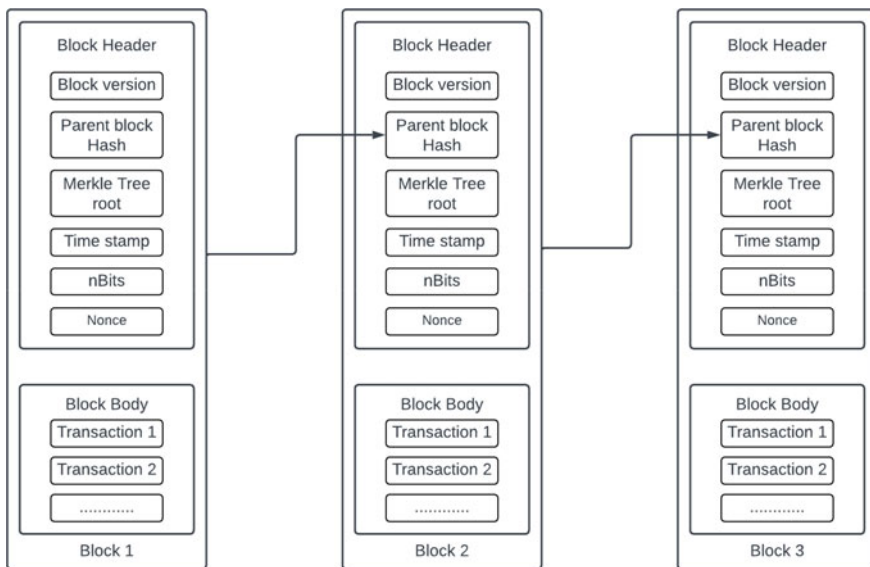 Block Header
Block version
Parent block
Hash
Merkle Tree
root
Time stamp
nBits
Nonce
Block Body
Transaction 1
Transaction 2
............
Block 1
Block Header
Block version
Parent block
Hash
Merkle Tree
root
Time stamp
nBits
Nonce
Block Body
Transaction 1
Transaction 2
............
Block 2
Block Header
Block version
Parent block
Hash
Merkle Tree
root
Time stamp
nBits
Nonce
Block Body
Transaction 1
Transaction 2
............
Block 3